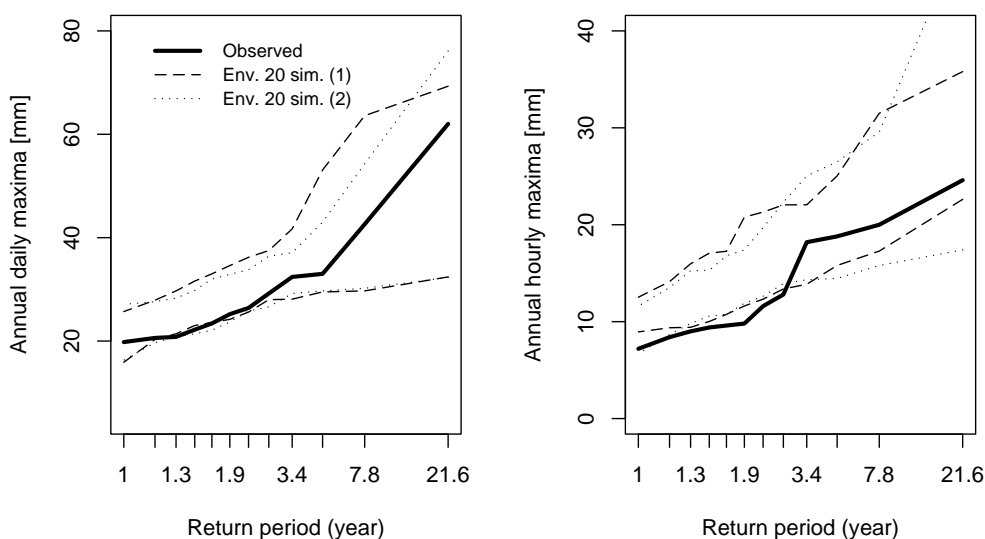 Annual daily maxima [mm]
80
60
40
20
Observed
Env. 20 sim. (1)
Env. 20 sim. (2)
1 1.3 1.9 3.4 7.8 21.6
Return period (year)
Annual hourly maxima [mm]
40
30
20
10
0
1 1.3 1.9 3.4 7.8 21.6
Return period (year)